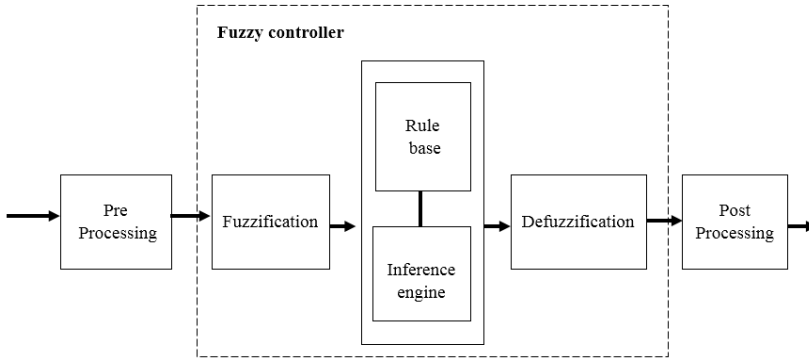 Fuzzy controller
Pre
Processing
Fuzzification
Rule
base
Inference
engine
Defuzzification
Post
Processing